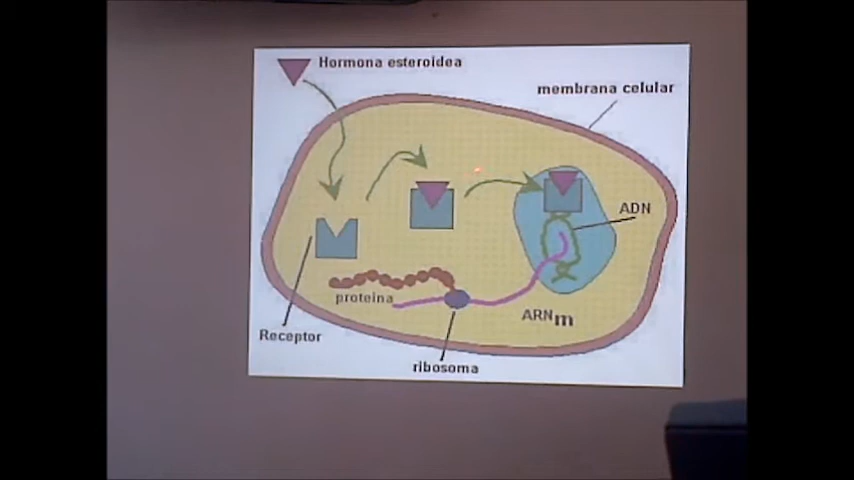 Hormona esteroidea
membrana celular
ADN
proteina
ARNm
Receptor
ribosoma